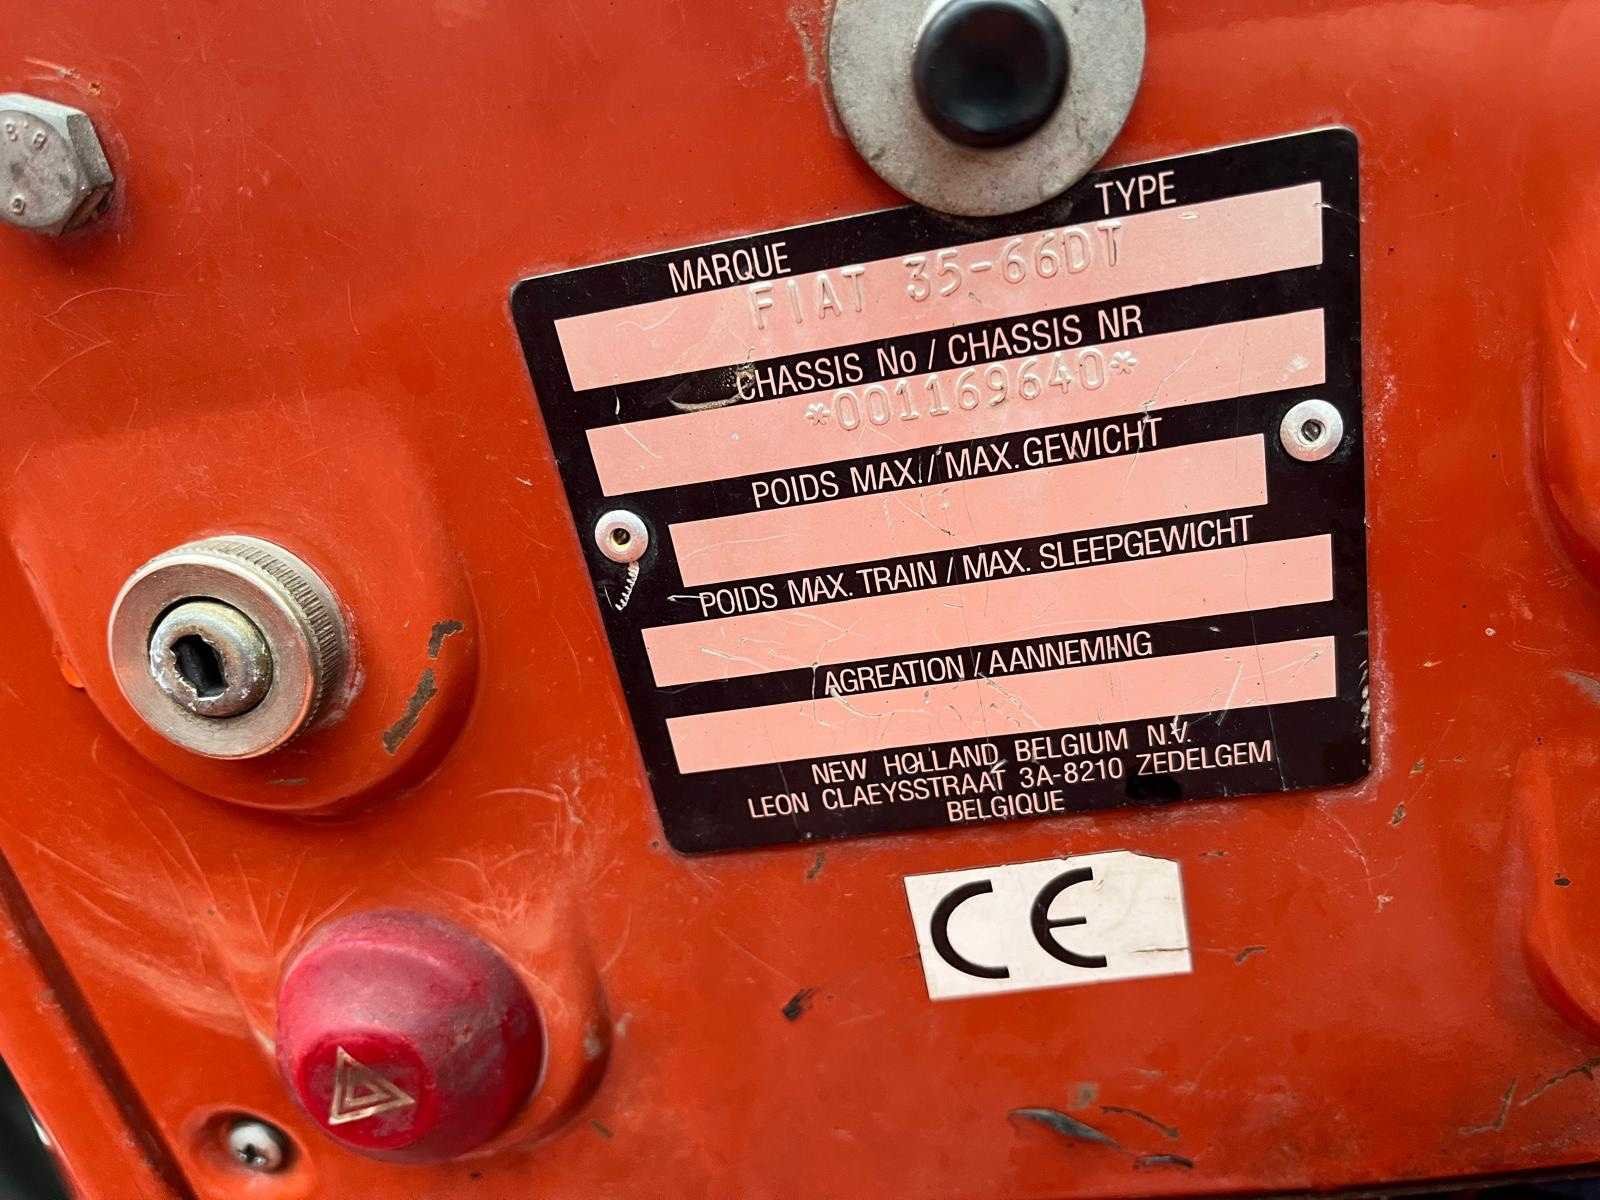 MARQUE TYPE
FIAT 35-66DT
CHASSIS No / CHASSIS NR
*001169640*
POIDS MAX. / MAX. GEWICHT
POIDS MAX. TRAIN / MAX. SLEEPGEWICHT
AGREATION / AANNEMING
NEW HOLLAND BELGIUM N.V.
LEON CLAEYSSTRAAT 3A-8210 ZEDELGEM
BELGIQUE
CE